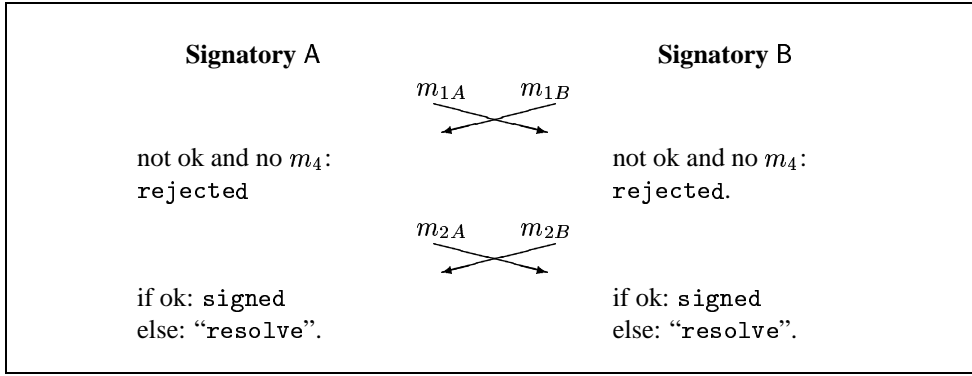 Signatory A Signatory B
m1A m1B
not ok and no m4: not ok and no m4:
rejected rejected.
m2A m2B
if ok: signed if ok: signed
else: “resolve”. else: “resolve”.